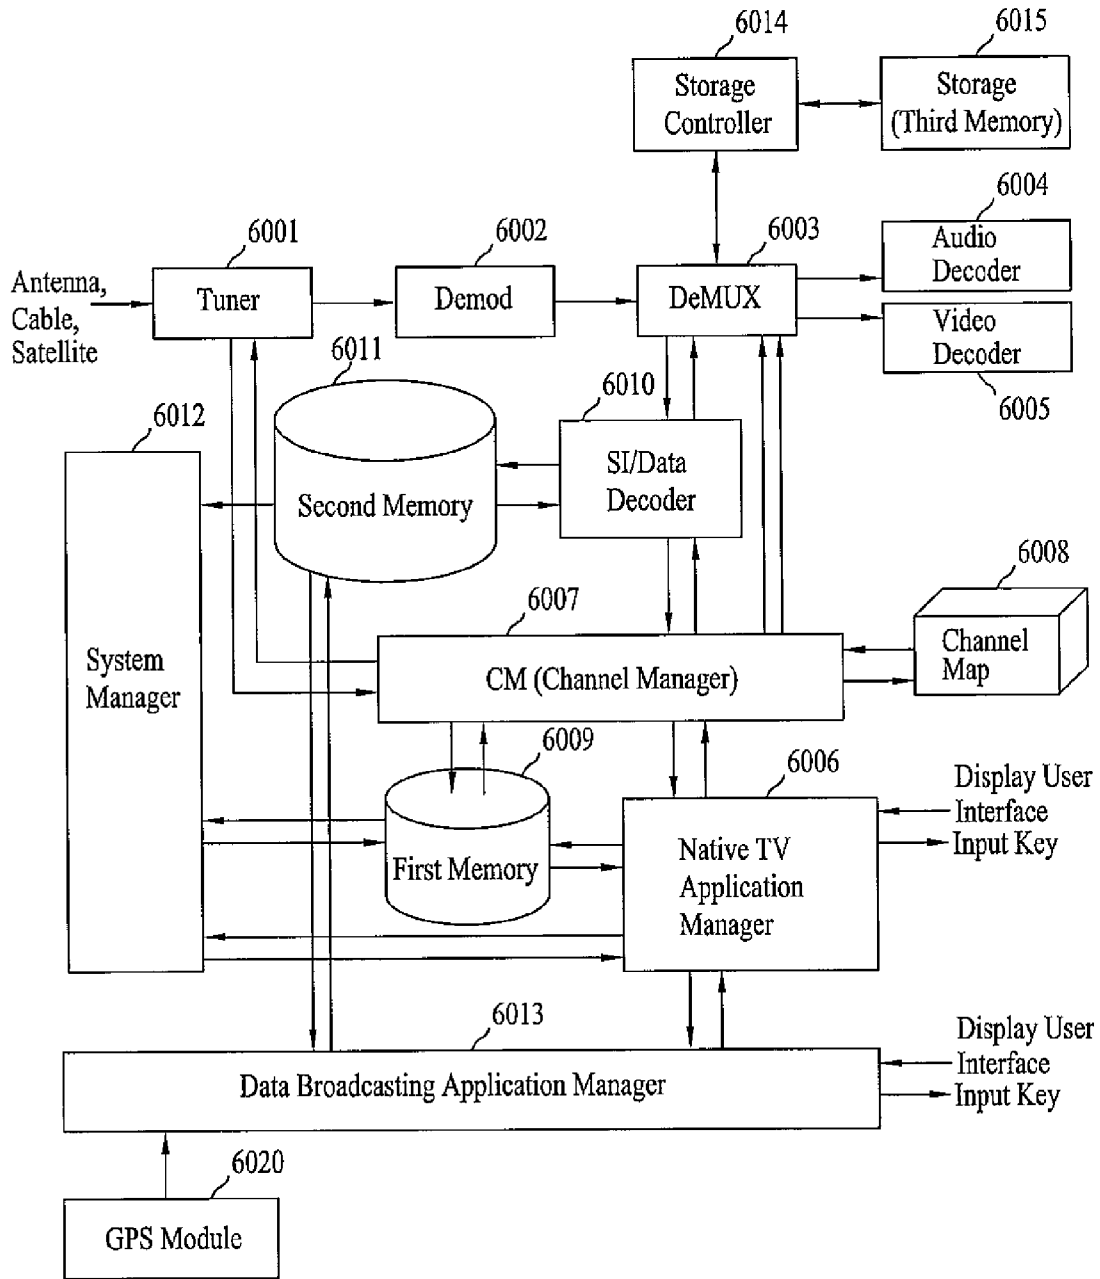 6014
6015
Storage
Controller
Storage
(Third Memory)
6001
6002
6003
6004
Antenna,
Cable,
Satellite
Tuner
Demod
DeMUX
Audio
Decoder
Video
Decoder
6005
6011
6010
6012
Second Memory
SI/Data
Decoder
6008
6007
System
Manager
CM (Channel Manager)
Channel
Map
6009
6006
First Memory
Native TV
Application
Manager
Display User
Interface
Input Key
6013
Data Broadcasting Application Manager
Display User
Interface
Input Key
6020
GPS Module